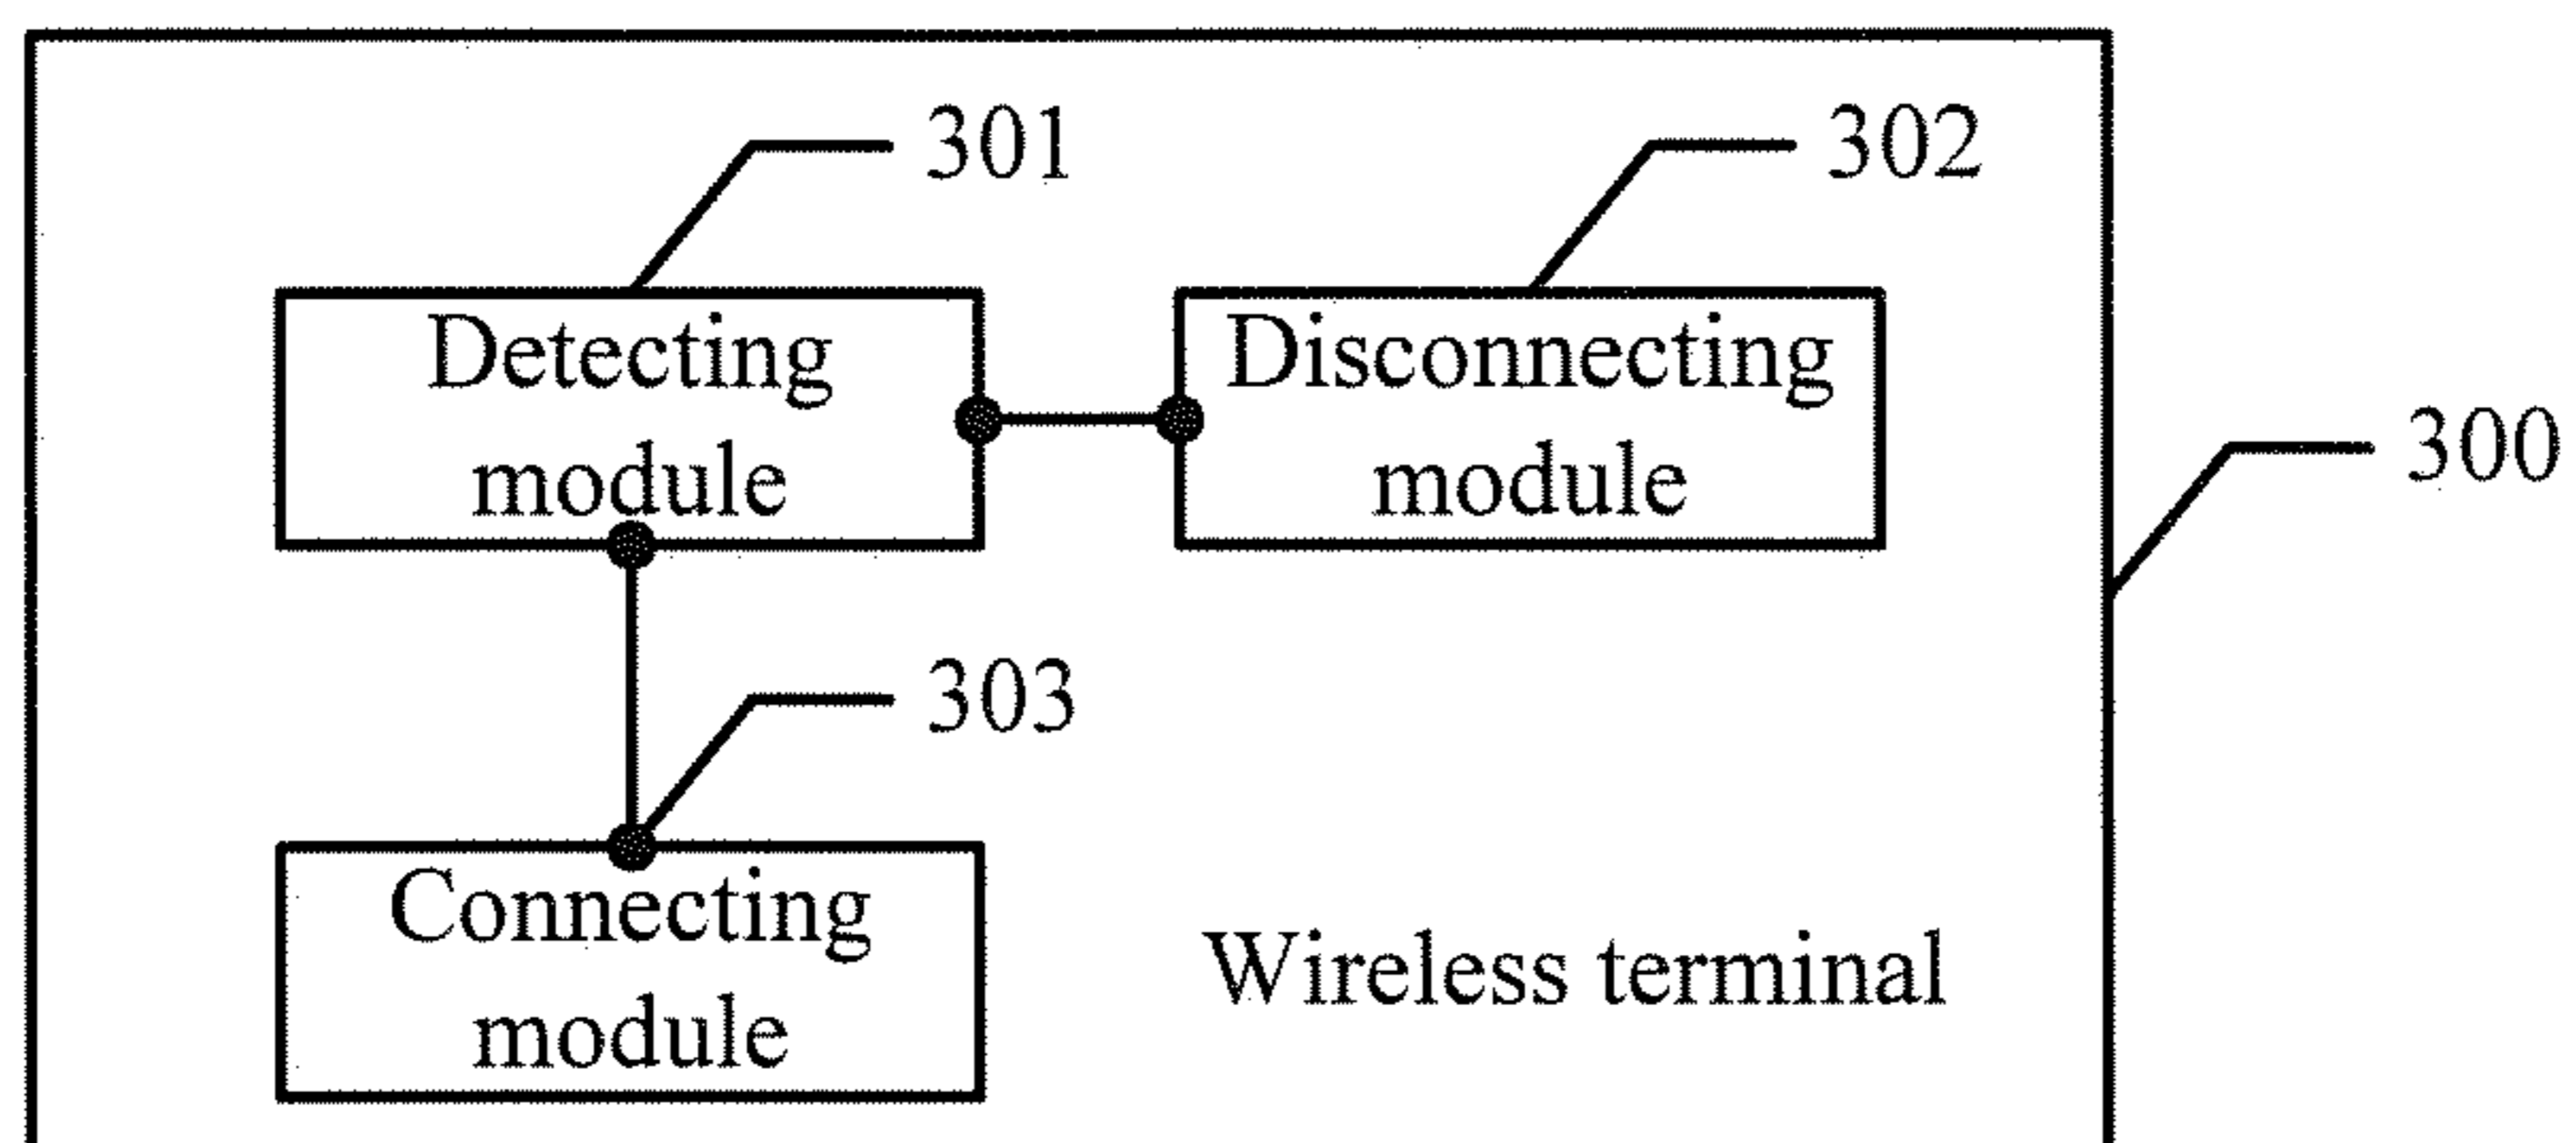 301
302
Detecting
module
Disconnecting
module
300
303
Connecting
module
Wireless terminal